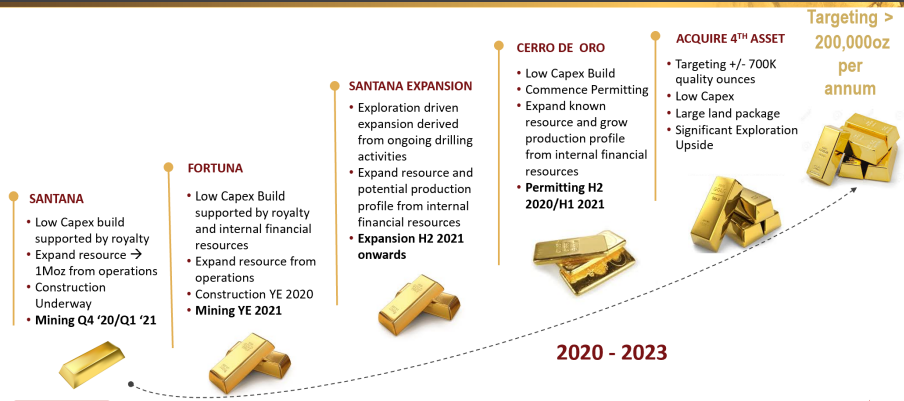 SANTANA
• Low Capex build
supported by royalty
• Expand resource →
1Moz from operations
• Construction
Underway
• Mining Q4 ‘20/Q1 ‘21
FORTUNA
• Low Capex Build
supported by royalty
and internal financial
resources
• Expand resource from
operations
• Construction YE 2020
• Mining YE 2021
SANTANA EXPANSION
• Exploration driven
expansion derived
from ongoing drilling
activities
• Expand resource and
potential production
profile from internal
financial resources
• Expansion H2 2021
onwards
CERRO DE ORO
• Low Capex Build
• Commence Permitting
• Expand known
resource and grow
production profile
from internal financial
resources
• Permitting H2
2020/H1 2021
ACQUIRE 4TH ASSET
• Targeting +/- 700K
quality ounces
• Low Capex
• Large land package
• Significant Exploration
Upside
Targeting >
200,000oz
per
annum
2020 - 2023